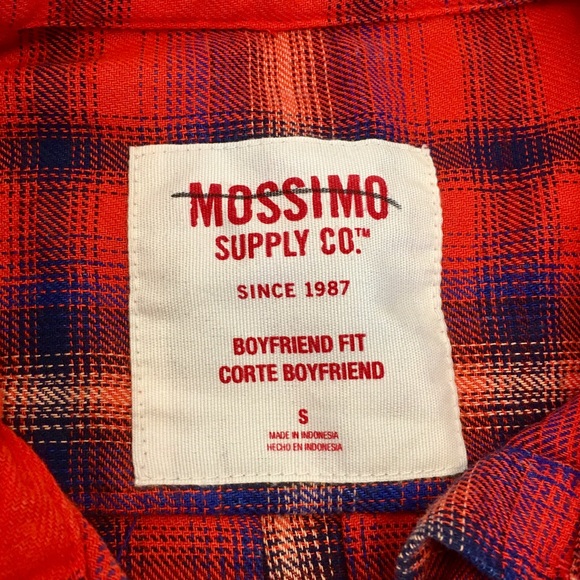 MOSSIMO
SUPPLY CO.™
SINCE 1987
BOYFRIEND FIT
CORTE BOYFRIEND
S
MADE IN INDONESIA
HECHO EN INDONESIA